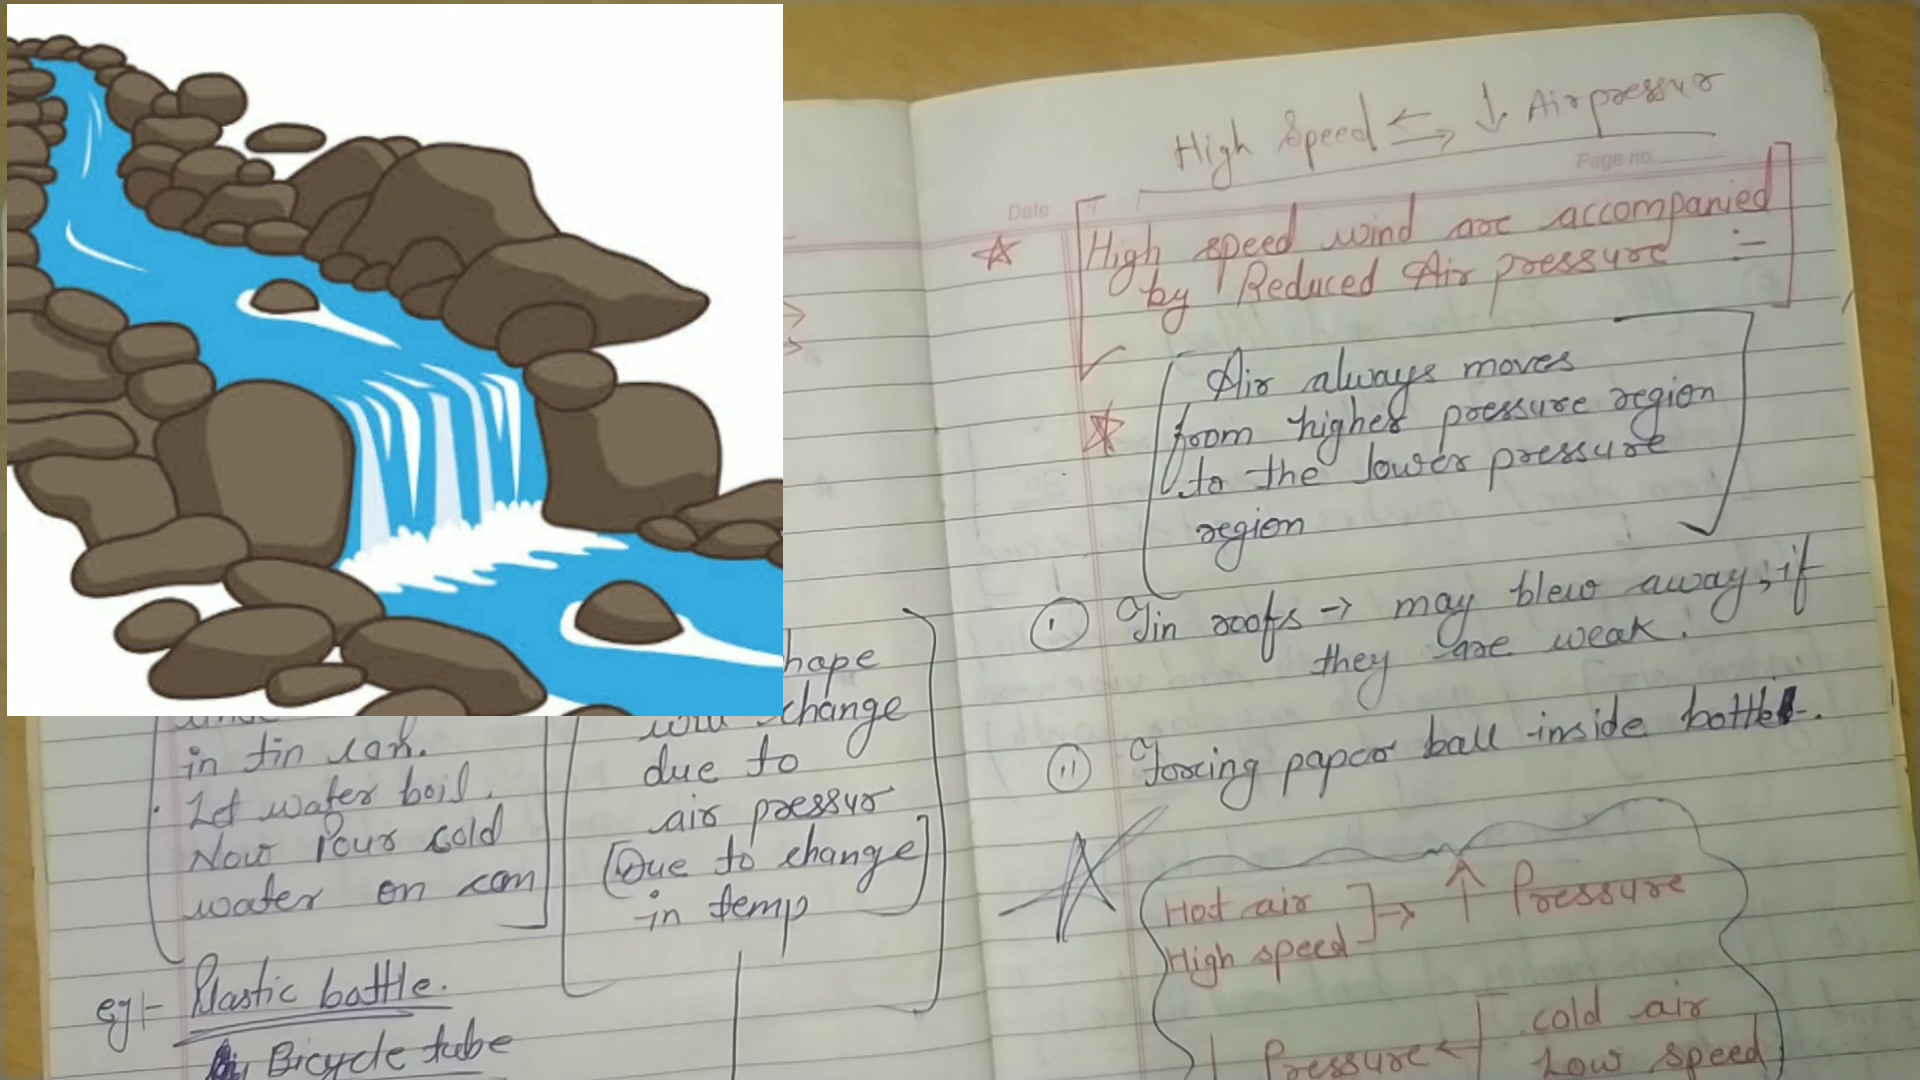 in tin can.
Let water boil.
Now Pour cold
water on can
eg:- Plastic bottle.
Bicycle tube
hape
will change
due to
air pressur
(Due to change
in temp
High Speed ⇆ ↓ Airpressur
Page no.
Date
High speed wind are accompanied
by Reduced Air pressure :-
Air always moves
from higher pressure region
to the lower pressure
region
(i) Tin roofs → may blew away, if
they are weak.
(ii) Forcing paper ball inside bottle.
Hot air
High speed → ↑ Pressure
cold air
Pressure ← Low speed